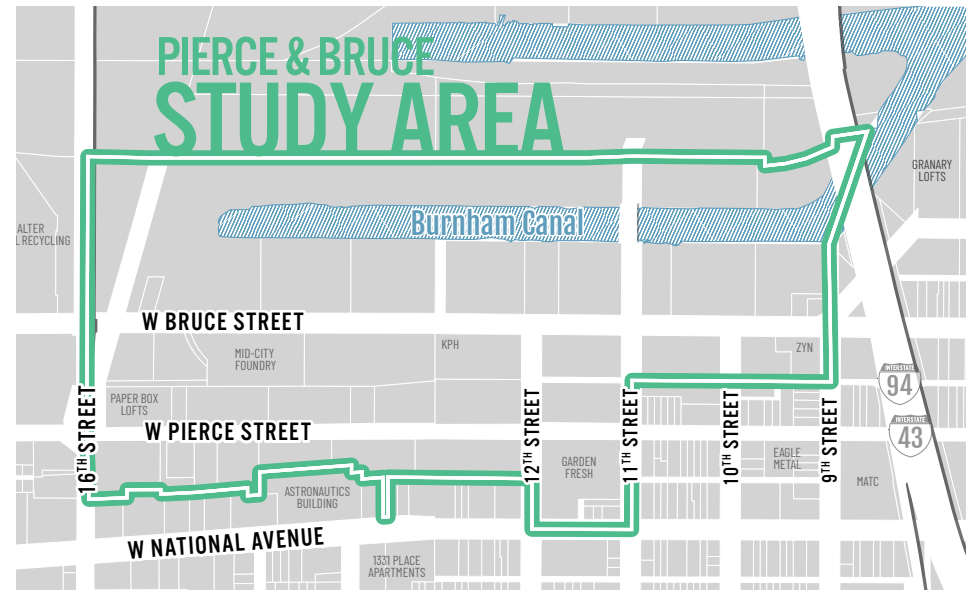 PIERCE & BRUCE
STUDY AREA
GRANARY
LOFTS
ALTER
L RECYCLING
Burnham Canal
W BRUCE STREET
KPH
ZYN
MID-CITY
FOUNDRY
INTERSTATE
94
PAPER BOX
LOFTS
16TH STREET
12TH STREET
11TH STREET
10TH STREET
9TH STREET
INTERSTATE
43
W PIERCE STREET
GARDEN
FRESH
EAGLE
METAL
MATC
ASTRONAUTICS
BUILDING
W NATIONAL AVENUE
1331 PLACE
APARTMENTS